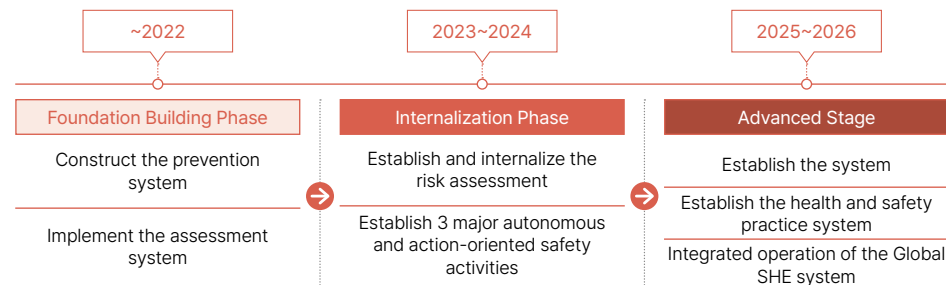 ~2022
2023~2024
2025~2026
Foundation Building Phase
Internalization Phase
Advanced Stage
Construct the prevention
system
Implement the assessment
system
Establish and internalize the
risk assessment
Establish 3 major autonomous
and action-oriented safety
activities
Establish the system
Establish the health and safety
practice system
Integrated operation of the Global
SHE system